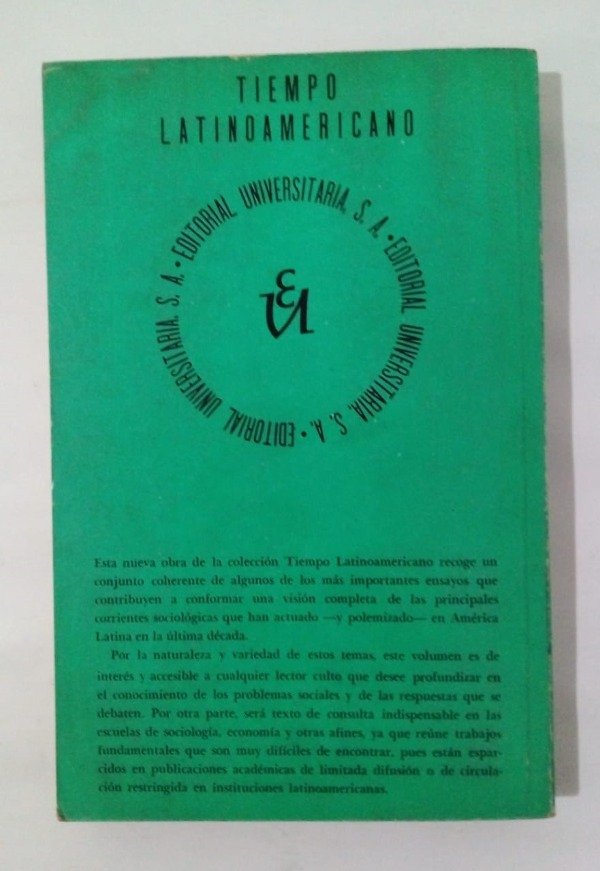 TIEMPO
LATINOAMERICANO
EDITORIAL UNIVERSITARIA, S. A. • EDITORIAL UNIVERSITARIA, S. A. • EDITORIAL UNIVERSITARIA, S. A. •
Esta nueva obra de la colección Tiempo Latinoamericano recoge un
conjunto coherente de algunos de los más importantes ensayos que
contribuyen a conformar una visión completa de las principales
corrientes sociológicas que han actuado —y polemizado— en América
Latina en la última década.
Por la naturaleza y variedad de estos temas, este volumen es de
interés y accesible a cualquier lector culto que desee profundizar en
el conocimiento de los problemas sociales y de las respuestas que se
debaten. Por otra parte, será texto de consulta indispensable en las
escuelas de sociología, economía y otras afines, ya que reúne trabajos
fundamentales que son muy difíciles de encontrar, pues están espar-
cidos en publicaciones académicas de limitada difusión o de circula-
ción restringida en instituciones latinoamericanas.